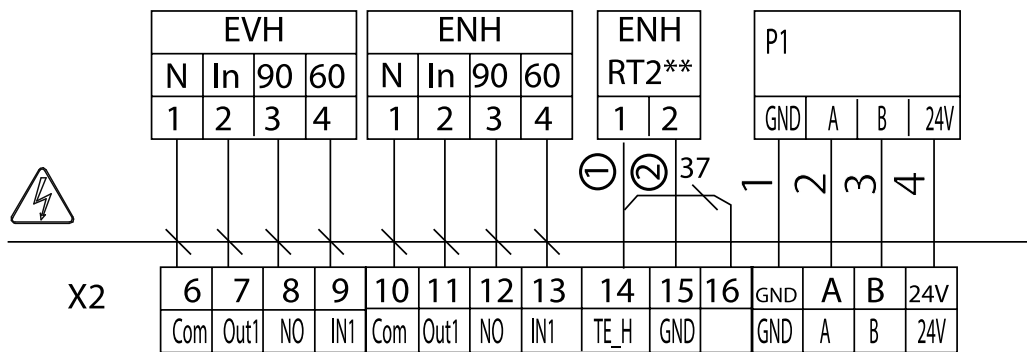 EVH ENH ENH P1
N In 90 60 N In 90 60 RT2**
1 2 3 4 1 2 3 4 1 2 GND A B 24V
1 2 37 1 2 3 4
X2 6 7 8 9 10 11 12 13 14 15 16 GND A B 24V
Com Out1 NO IN1 Com Out1 NO IN1 TE_H GND GND A B 24V